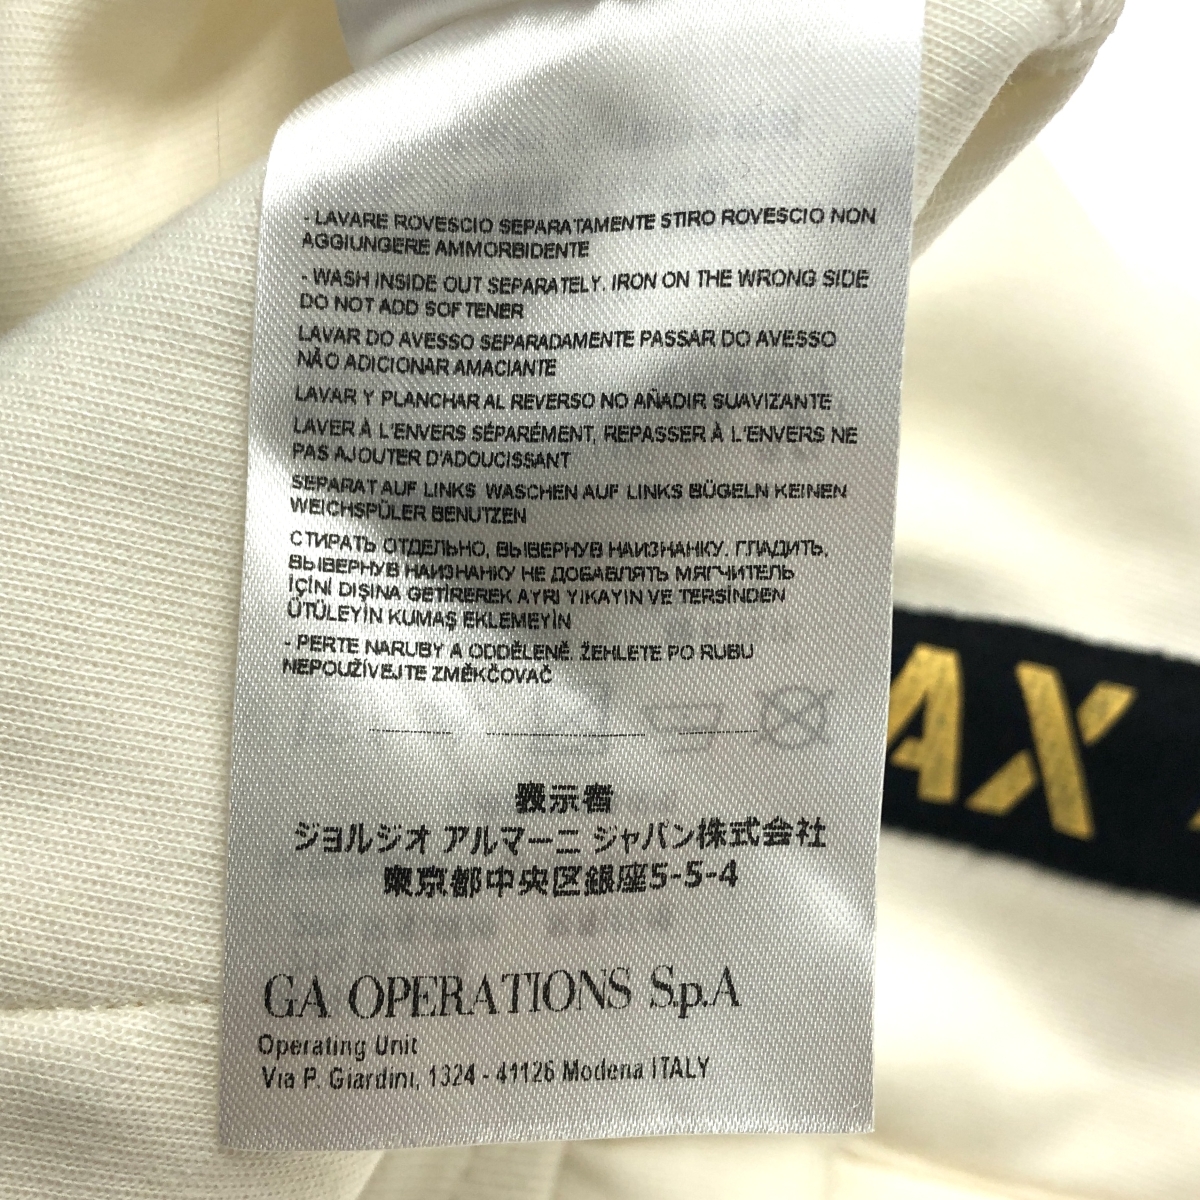 - LAVARE ROVESCIO SEPARATAMENTE STIRO ROVESCIO NON
AGGIUNGERE AMMORBIDENTE
- WASH INSIDE OUT SEPARATELY. IRON ON THE WRONG SIDE
DO NOT ADD SOFTENER
LAVAR DO AVESSO SEPARADAMENTE PASSAR DO AVESSO
NÃO ADICIONAR AMACIANTE
LAVAR Y PLANCHAR AL REVERSO NO AÑADIR SUAVIZANTE
LAVER À L'ENVERS SÉPARÉMENT, REPASSER À L'ENVERS NE
PAS AJOUTER D'ADOUCISSANT
SEPARAT AUF LINKS WASCHEN AUF LINKS BÜGELN KEINEN
WEICHSPÜLER BENUTZEN
СТИРАТЬ ОТДЕЛЬНО, ВЫВЕРНУВ НАИЗНАНКУ. ГЛАДИТЬ,
ВЫВЕРНУВ НАИЗНАНКУ НЕ ДОБАВЛЯТЬ МЯГЧИТЕЛЬ
İÇİNİ DIŞINA GETİREREK AYRI YIKAYIN VE TERSİNDEN
ÜTÜLEYİN KUMAŞ EKLEMEYİN
- PERTE NARUBY A ODDĚLENĚ. ŽEHLETE PO RUBU
NEPOUŽÍVEJTE ZMĚKČOVAČ
表示者
ジョルジオ アルマーニ ジャパン株式会社
東京都中央区銀座5-5-4
GA OPERATIONS S.p.A
Operating Unit
Via P. Giardini, 1324 - 41126 Modena ITALY
AX